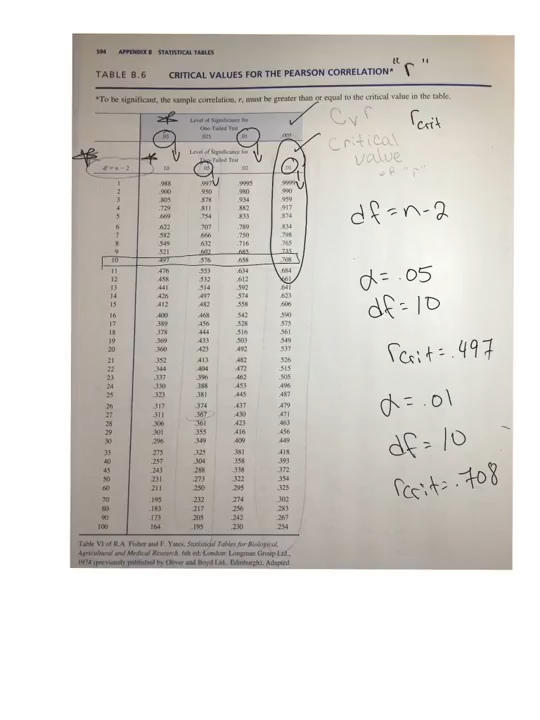 594 APPENDIX B STATISTICAL TABLES
TABLE B.6 CRITICAL VALUES FOR THE PEARSON CORRELATION* "r"
*To be significant, the sample correlation, r, must be greater than or equal to the critical value in the table.
Level of Significance for
One-Tailed Test
.05 .025 .01 .005
Level of Significance for
Two-Tailed Test
df = n − 2 .10 .05 .02 .01
1 .988 .997 .9995 .9999
2 .900 .950 .980 .990
3 .805 .878 .934 .959
4 .729 .811 .882 .917
5 .669 .754 .833 .874
6 .622 .707 .789 .834
7 .582 .666 .750 .798
8 .549 .632 .716 .765
9 .521 .602 .685 .735
10 .497 .576 .658 .708
11 .476 .553 .634 .684
12 .458 .532 .612 .661
13 .441 .514 .592 .641
14 .426 .497 .574 .623
15 .412 .482 .558 .606
16 .400 .468 .542 .590
17 .389 .456 .528 .575
18 .378 .444 .516 .561
19 .369 .433 .503 .549
20 .360 .423 .492 .537
21 .352 .413 .482 .526
22 .344 .404 .472 .515
23 .337 .396 .462 .505
24 .330 .388 .453 .496
25 .323 .381 .445 .487
26 .317 .374 .437 .479
27 .311 .367 .430 .471
28 .306 .361 .423 .463
29 .301 .355 .416 .456
30 .296 .349 .409 .449
35 .275 .325 .381 .418
40 .257 .304 .358 .393
45 .243 .288 .338 .372
50 .231 .273 .322 .354
60 .211 .250 .295 .325
70 .195 .232 .274 .302
80 .183 .217 .256 .283
90 .173 .205 .242 .267
100 .164 .195 .230 .254
Table VI of R.A. Fisher and F. Yates, Statistical Tables for Biological,
Agricultural and Medical Research, 6th ed. London: Longman Group Ltd.,
1974 (previously published by Oliver and Boyd Ltd., Edinburgh). Adapted
CVr rcrit
Critical
value
of "r"
df = n-2
α = .05
df = 10
rcrit = .497
α = .01
df = 10
rcrit = .708